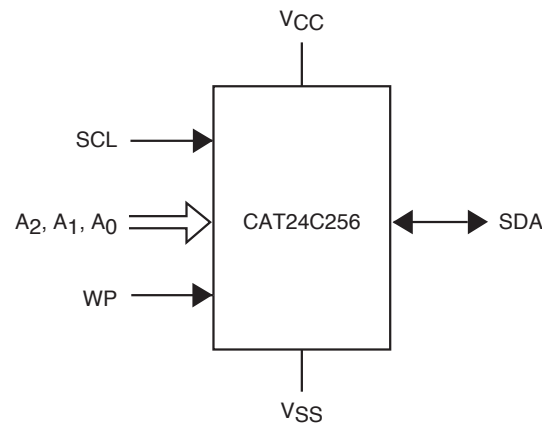 VCC
SCL
A2, A1, A0
CAT24C256
SDA
WP
VSS